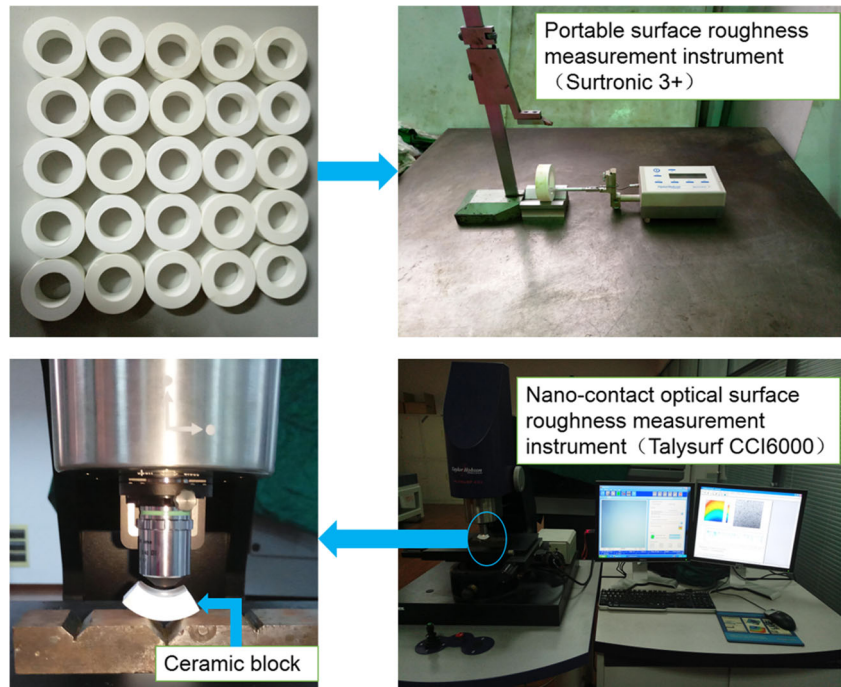 Portable surface roughness
measurement instrument
（Surtronic 3+）
Nano-contact optical surface
roughness measurement
instrument（Talysurf CCI6000）
Ceramic block